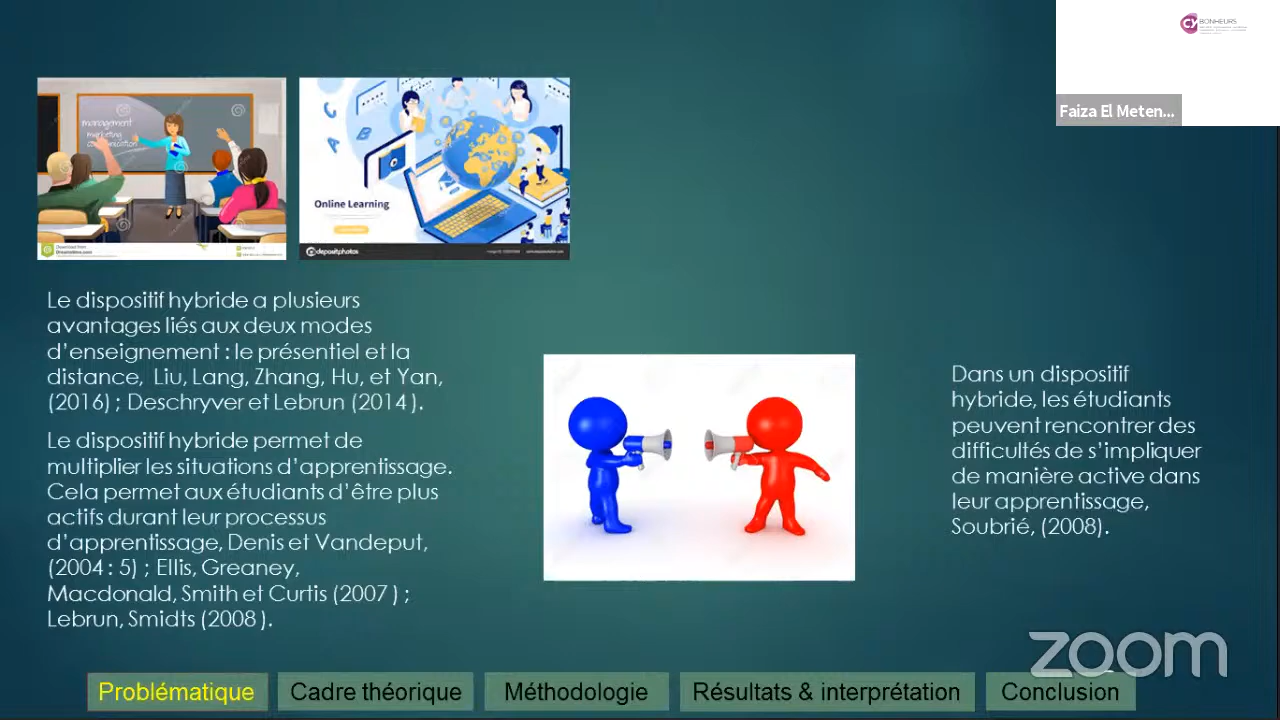 CY BONHEURS
Faiza El Meten...
management
marketing
communication
Online Learning
depositphotos
Le dispositif hybride a plusieurs
avantages liés aux deux modes
d'enseignement : le présentiel et la
distance, Liu, Lang, Zhang, Hu, et Yan,
(2016) ; Deschryver et Lebrun (2014).
Le dispositif hybride permet de
multiplier les situations d'apprentissage.
Cela permet aux étudiants d'être plus
actifs durant leur processus
d'apprentissage, Denis et Vandeput,
(2004 : 5) ; Ellis, Greaney,
Macdonald, Smith et Curtis (2007) ;
Lebrun, Smidts (2008).
Dans un dispositif
hybride, les étudiants
peuvent rencontrer des
difficultés de s'impliquer
de manière active dans
leur apprentissage,
Soubrié, (2008).
zoom
Problématique
Cadre théorique
Méthodologie
Résultats & interprétation
Conclusion